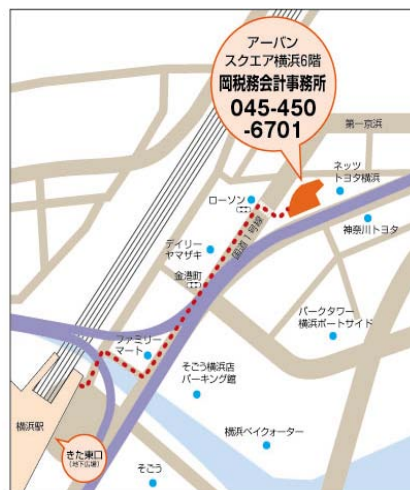 アーバン
スクエア横浜6階
岡税務会計事務所
045-450
-6701
第一京浜
ネッツ
トヨタ横浜
ローソン
神奈川トヨタ
国道1号線
デイリー
ヤマザキ
金港町
パークタワー
横浜ポートサイド
ファミリー
マート
そごう横浜店
パーキング館
横浜駅
きた東口
(地下広場)
横浜ベイクォーター
そごう